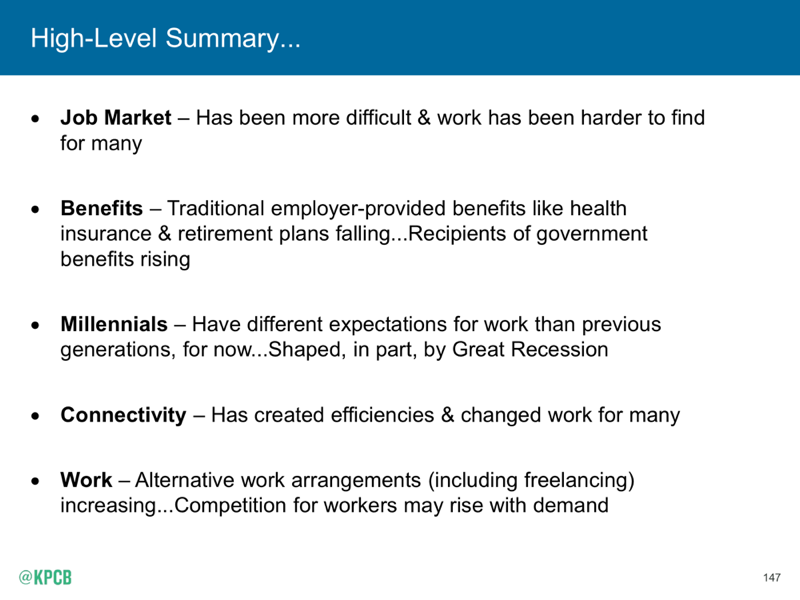 High-Level Summary...
• Job Market – Has been more difficult & work has been harder to find
for many
• Benefits – Traditional employer-provided benefits like health
insurance & retirement plans falling...Recipients of government
benefits rising
• Millennials – Have different expectations for work than previous
generations, for now...Shaped, in part, by Great Recession
• Connectivity – Has created efficiencies & changed work for many
• Work – Alternative work arrangements (including freelancing)
increasing...Competition for workers may rise with demand
@KPCB
147